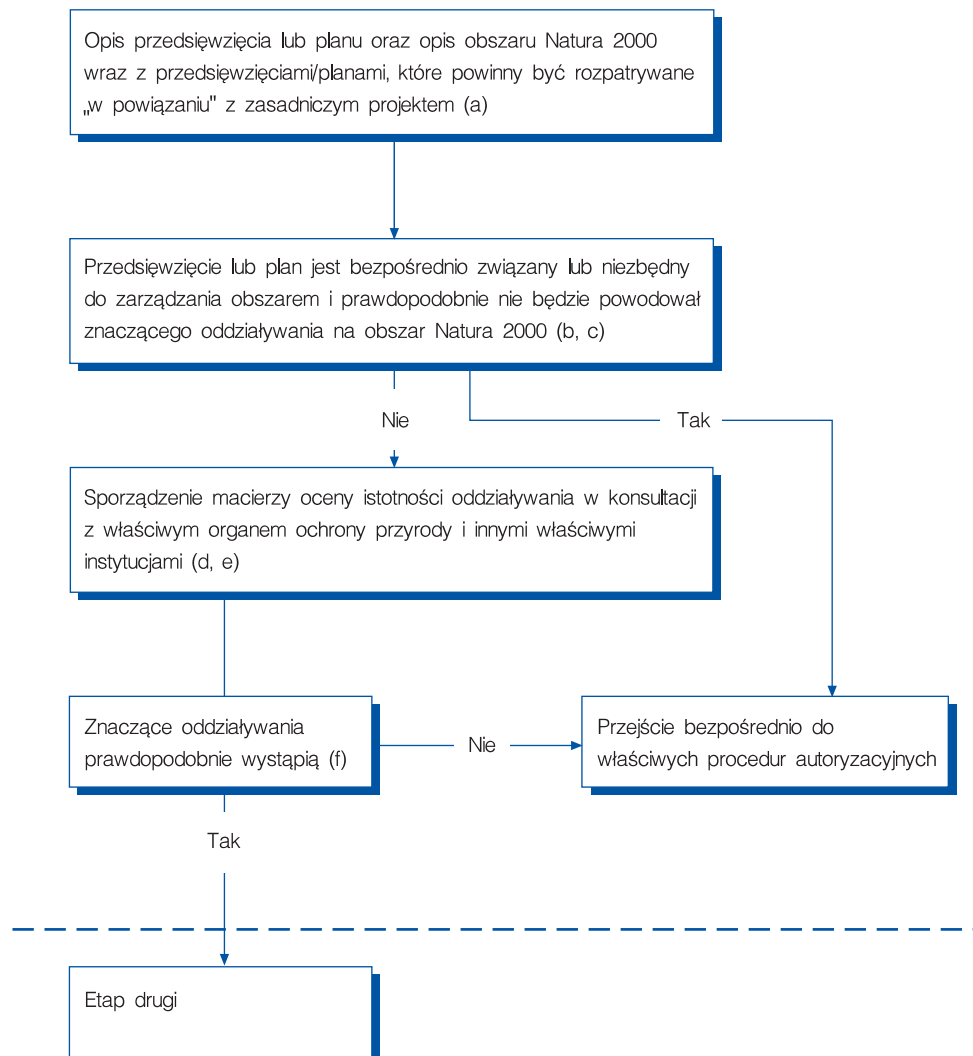 Opis przedsięwzięcia lub planu oraz opis obszaru Natura 2000
wraz z przedsięwzięciami/planami, które powinny być rozpatrywane
„w powiązaniu" z zasadniczym projektem (a)
Przedsięwzięcie lub plan jest bezpośrednio związany lub niezbędny
do zarządzania obszarem i prawdopodobnie nie będzie powodował
znaczącego oddziaływania na obszar Natura 2000 (b, c)
Nie
Tak
Sporządzenie macierzy oceny istotności oddziaływania w konsultacji
z właściwym organem ochrony przyrody i innymi właściwymi
instytucjami (d, e)
Znaczące oddziaływania
prawdopodobnie wystąpią (f)
Nie
Przejście bezpośrednio do
właściwych procedur autoryzacyjnych
Tak
Etap drugi